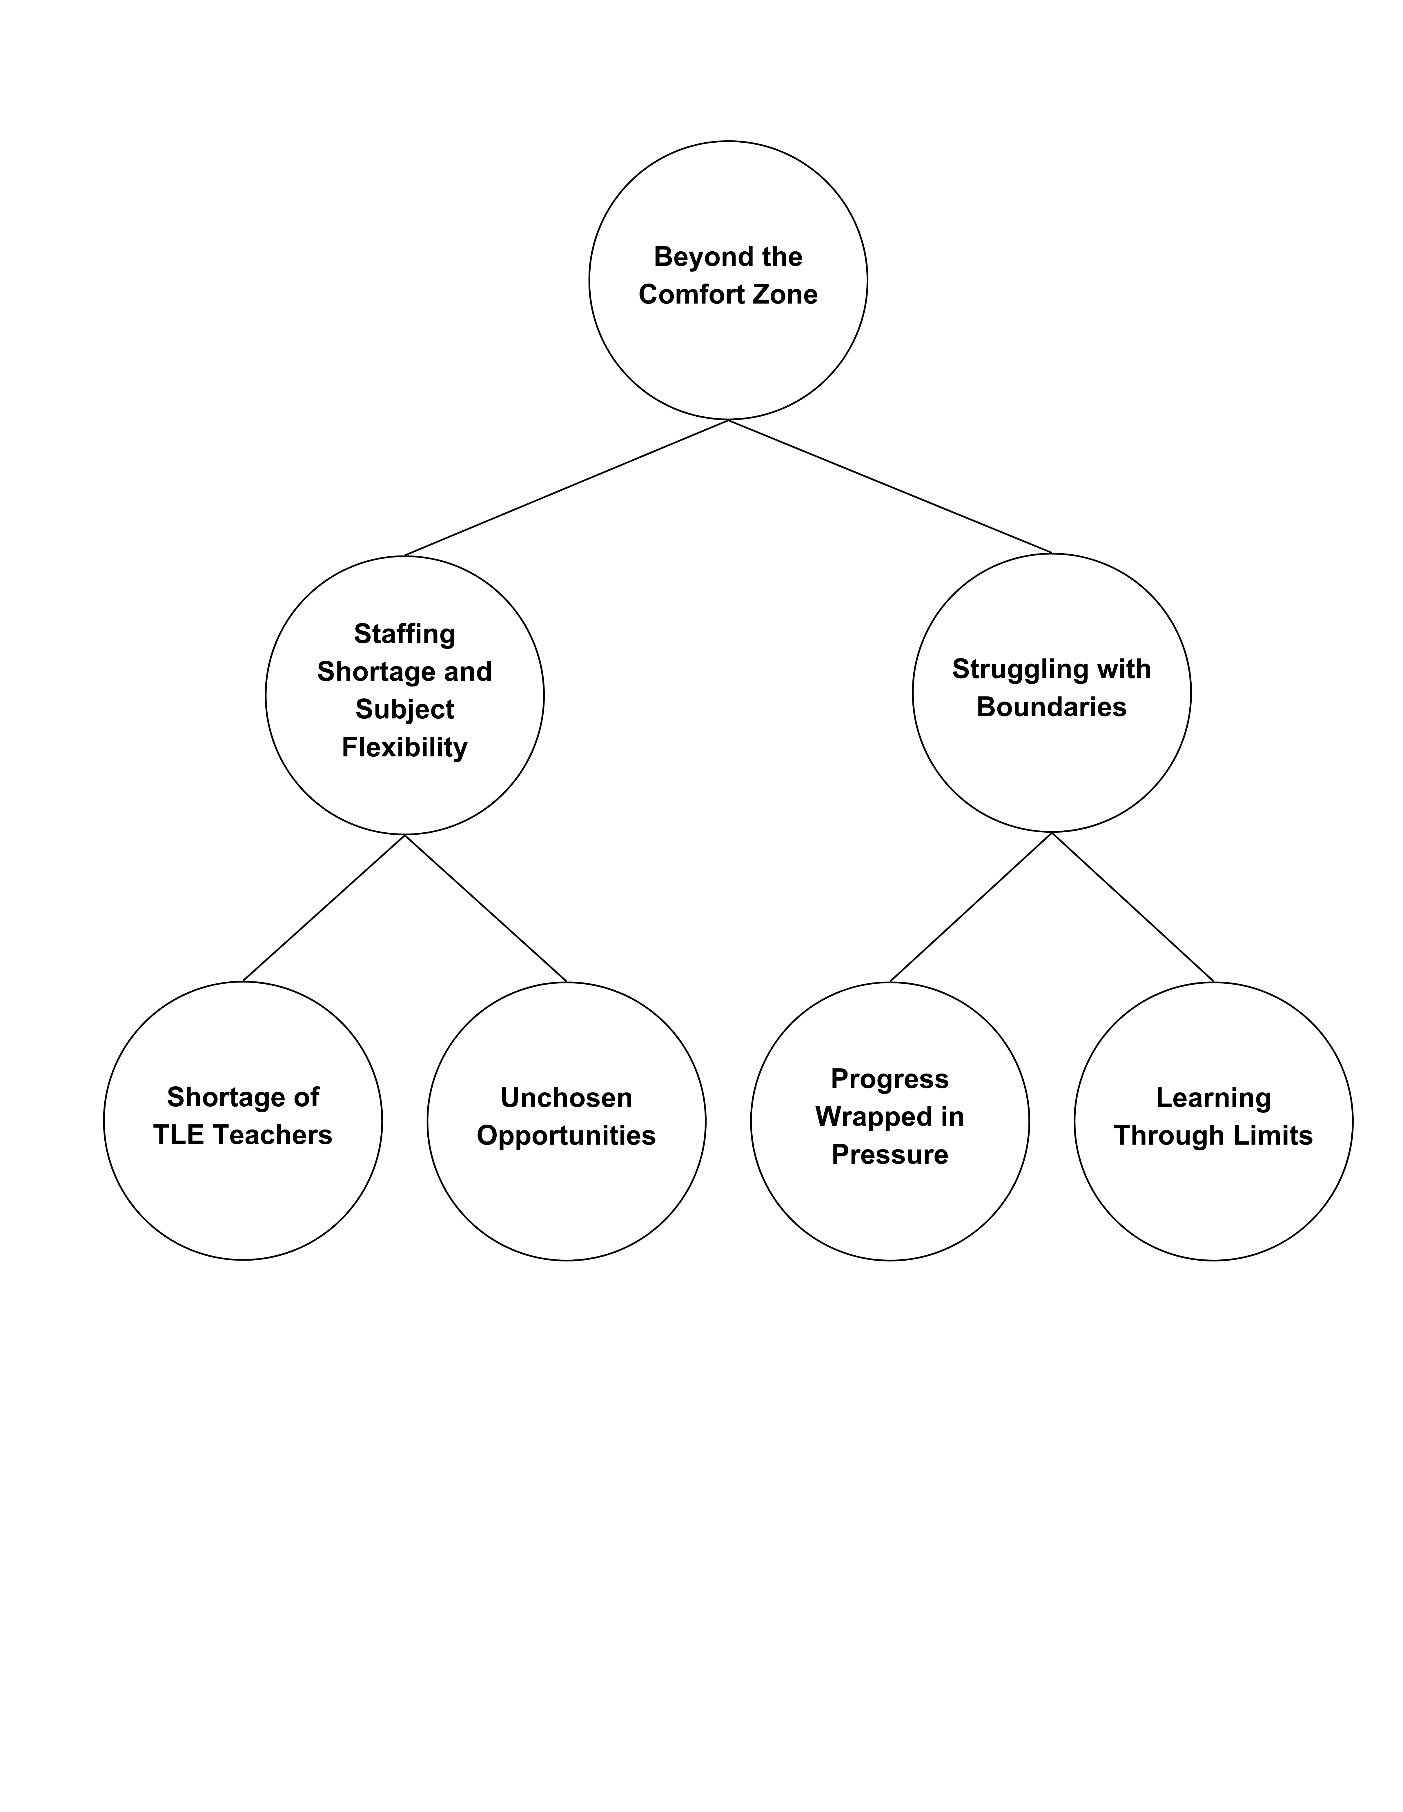 Beyond the
Comfort Zone
Staffing
Shortage and
Subject
Flexibility
Struggling with
Boundaries
Shortage of
TLE Teachers
Unchosen
Opportunities
Progress
Wrapped in
Pressure
Learning
Through Limits